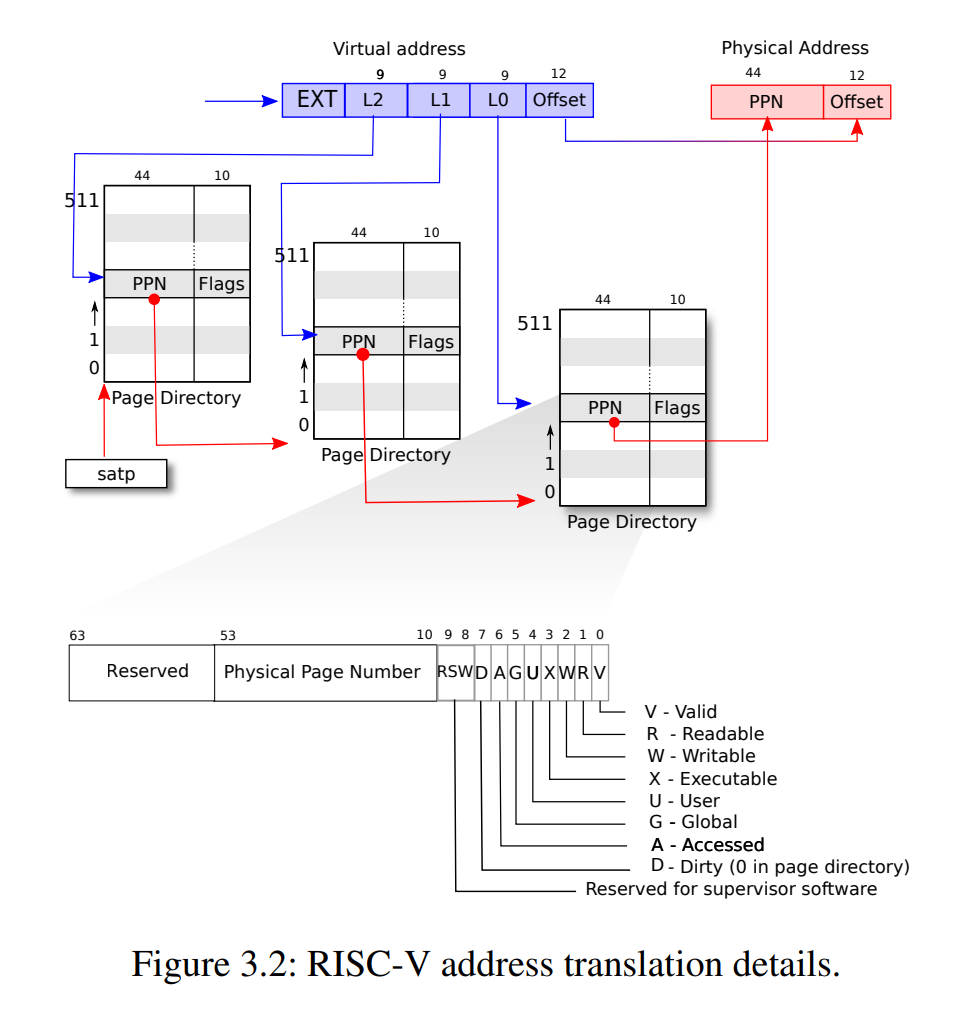 Virtual address
Physical Address
9 9 9 12
44 12
EXT L2 L1 L0 Offset
PPN Offset
44 10
511
PPN Flags
1
0
Page Directory
satp
44 10
511
PPN Flags
1
0
Page Directory
44 10
511
PPN Flags
1
0
Page Directory
63 53 10 9 8 7 6 5 4 3 2 1 0
Reserved Physical Page Number RSW D A G U X W R V
V - Valid
R - Readable
W - Writable
X - Executable
U - User
G - Global
A - Accessed
D - Dirty (0 in page directory)
Reserved for supervisor software
Figure 3.2: RISC-V address translation details.